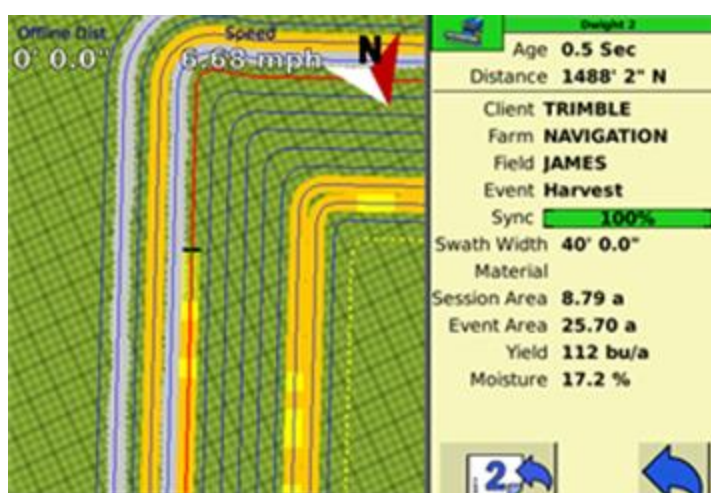 Offline Dist
0' 0.0"
Speed
6.68 mph
N
Dwight 2
Age 0.5 Sec
Distance 1488' 2" N
Client TRIMBLE
Farm NAVIGATION
Field JAMES
Event Harvest
Sync 100%
Swath Width 40' 0.0"
Material
Session Area 8.79 a
Event Area 25.70 a
Yield 112 bu/a
Moisture 17.2 %
2